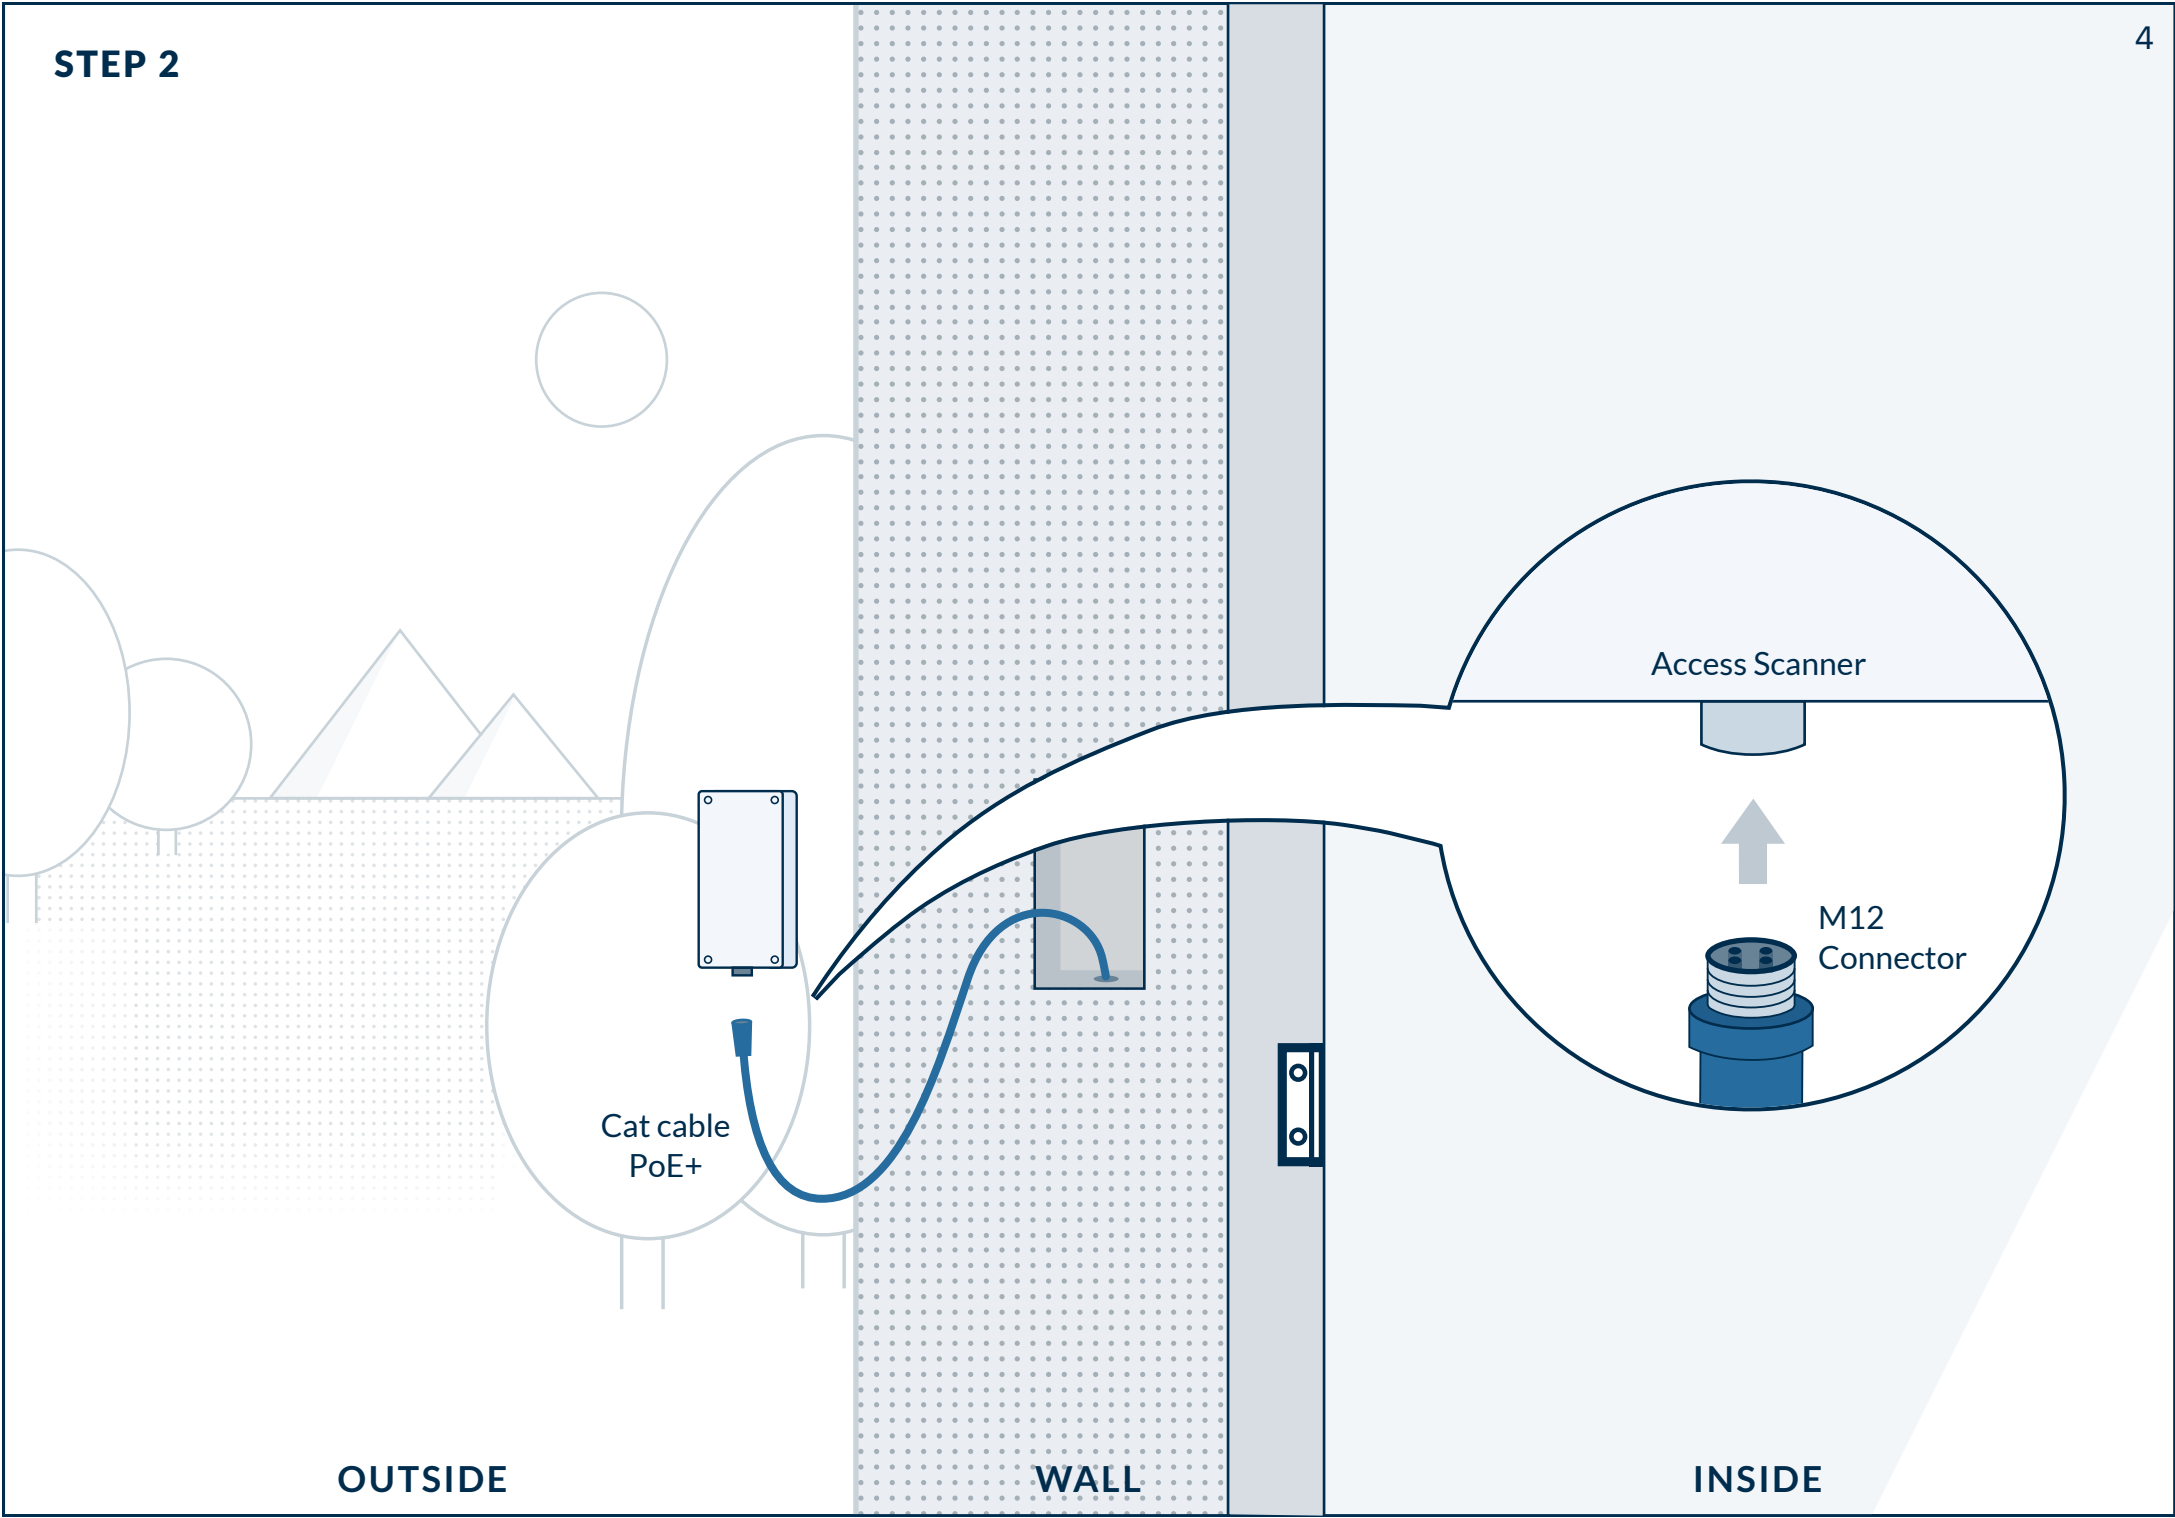 STEP 2
4
Access Scanner
M12
Connector
Cat cable
PoE+
OUTSIDE
WALL
INSIDE